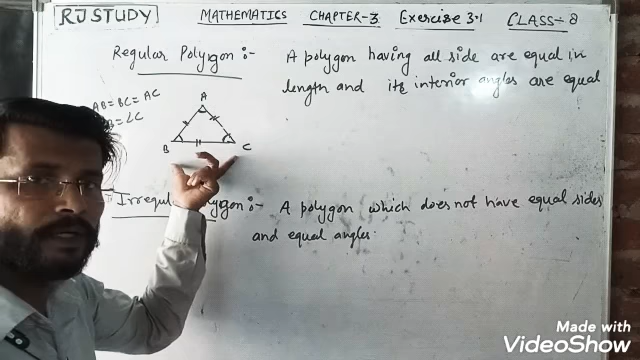 RJ STUDY MATHEMATICS CHAPTER-3 Exercise 3.1 CLASS-8
Regular Polygon :- A polygon having all side are equal in
length and its interior angles are equal
AB = BC = AC
= ∠C
A
B C
Irregular Polygon :- A polygon which does not have equal sides
and equal angles.
Made with
VideoShow